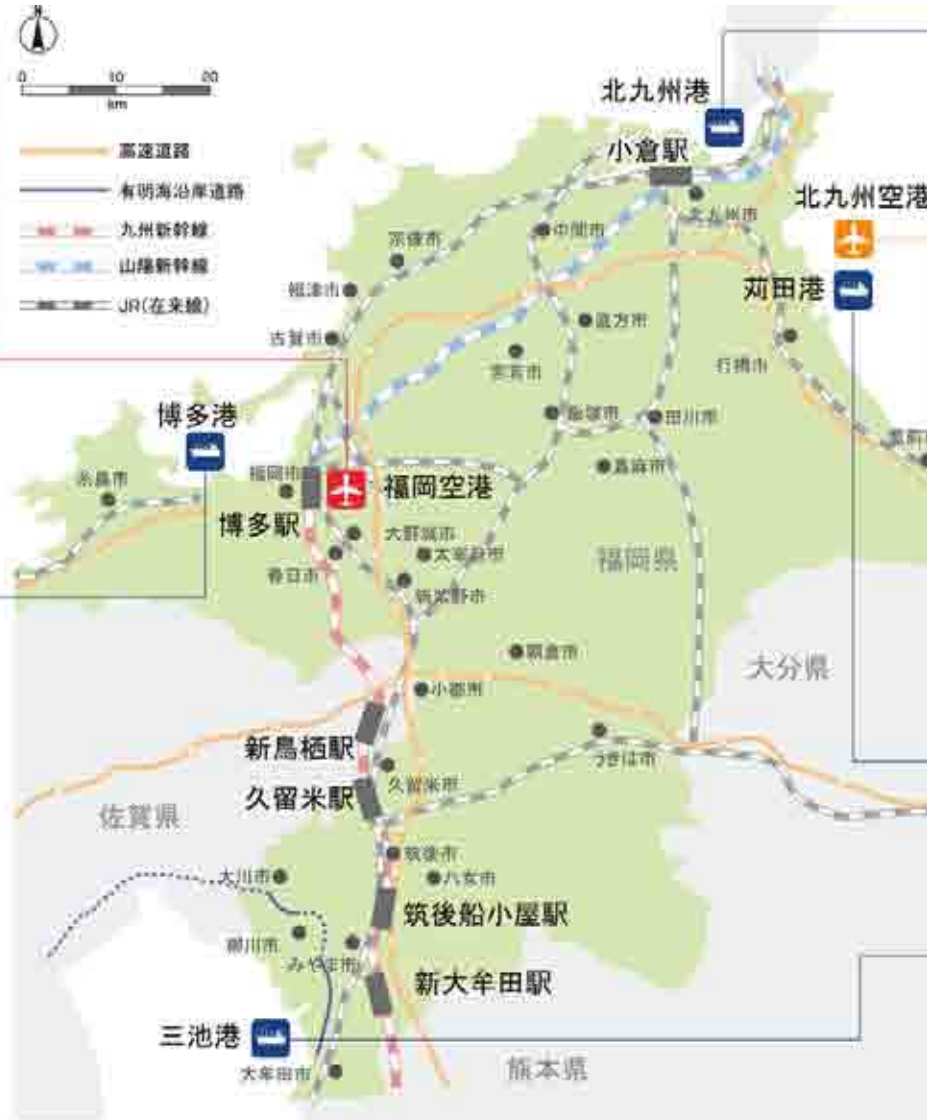 N
0 10 20
km
高速道路
有明海沿岸道路
九州新幹線
山陽新幹線
JR(在来線)
北九州港
小倉駅
北九州市
北九州空港
苅田港
中間市
宗像市
福津市
古賀市
直方市
宮若市
行橋市
飯塚市
田川市
嘉麻市
博多港
糸島市
福岡市
福岡空港
博多駅
大野城市
太宰府市
春日市
筑紫野市
福岡県
朝倉市
大分県
小郡市
新鳥栖駅
うきは市
久留米市
久留米駅
佐賀県
筑後市
大川市
八女市
筑後船小屋駅
柳川市
みやま市
新大牟田駅
三池港
大牟田市
熊本県